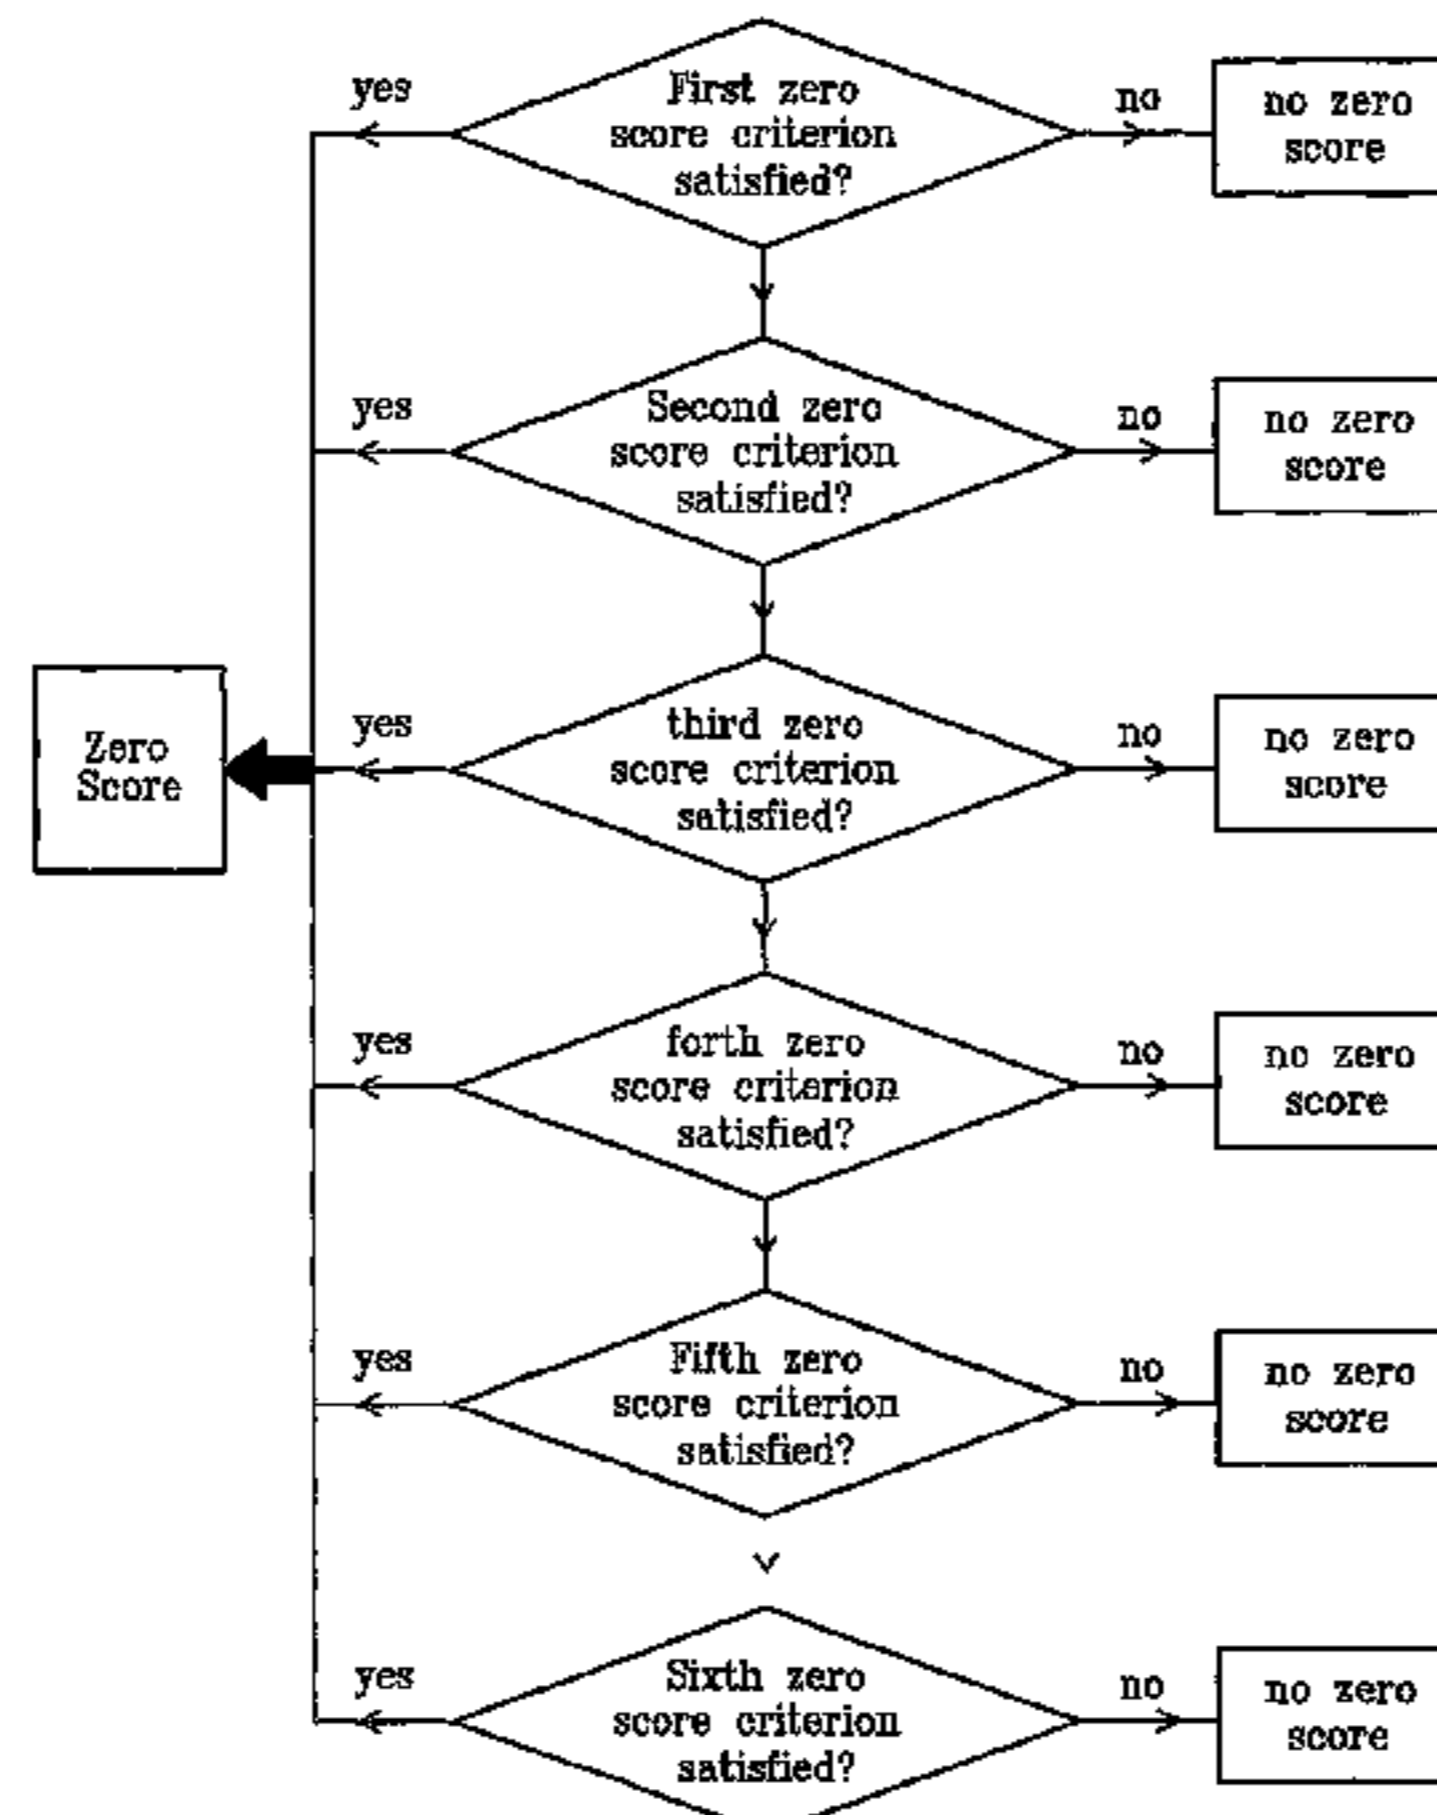 yes
First zero
score criterion
satisfied?
no
no zero
score
yes
Second zero
score criterion
satisfied?
no
no zero
score
Zero
Score
yes
third zero
score criterion
satisfied?
no
no zero
score
yes
forth zero
score criterion
satisfied?
no
no zero
score
yes
Fifth zero
score criterion
satisfied?
no
no zero
score
yes
Sixth zero
score criterion
satisfied?
no
no zero
score